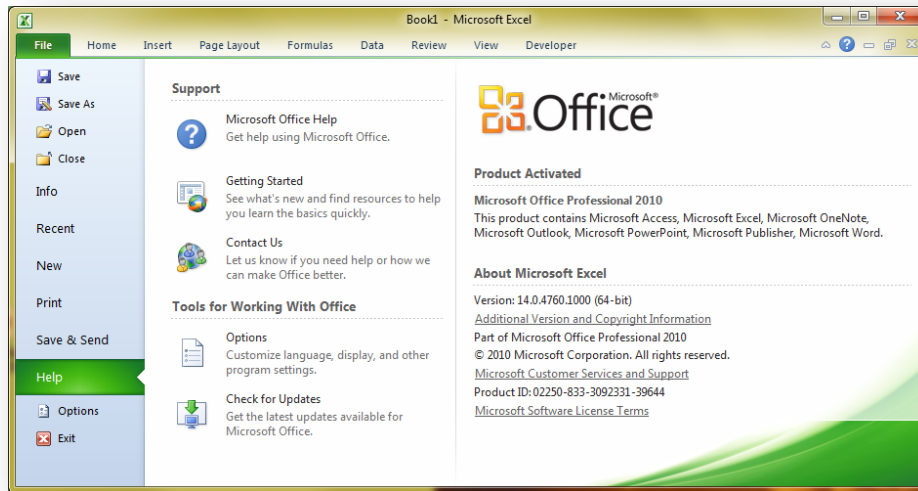 Book1 - Microsoft Excel
File Home Insert Page Layout Formulas Data Review View Developer
Save
Save As
Open
Close
Info
Recent
New
Print
Save & Send
Help
Options
Exit
Support
Microsoft Office Help
Get help using Microsoft Office.
Getting Started
See what's new and find resources to help
you learn the basics quickly.
Contact Us
Let us know if you need help or how we
can make Office better.
Tools for Working With Office
Options
Customize language, display, and other
program settings.
Check for Updates
Get the latest updates available for
Microsoft Office.
Microsoft®
Office
Product Activated
Microsoft Office Professional 2010
This product contains Microsoft Access, Microsoft Excel, Microsoft OneNote,
Microsoft Outlook, Microsoft PowerPoint, Microsoft Publisher, Microsoft Word.
About Microsoft Excel
Version: 14.0.4760.1000 (64-bit)
Additional Version and Copyright Information
Part of Microsoft Office Professional 2010
© 2010 Microsoft Corporation. All rights reserved.
Microsoft Customer Services and Support
Product ID: 02250-833-3092331-39644
Microsoft Software License Terms